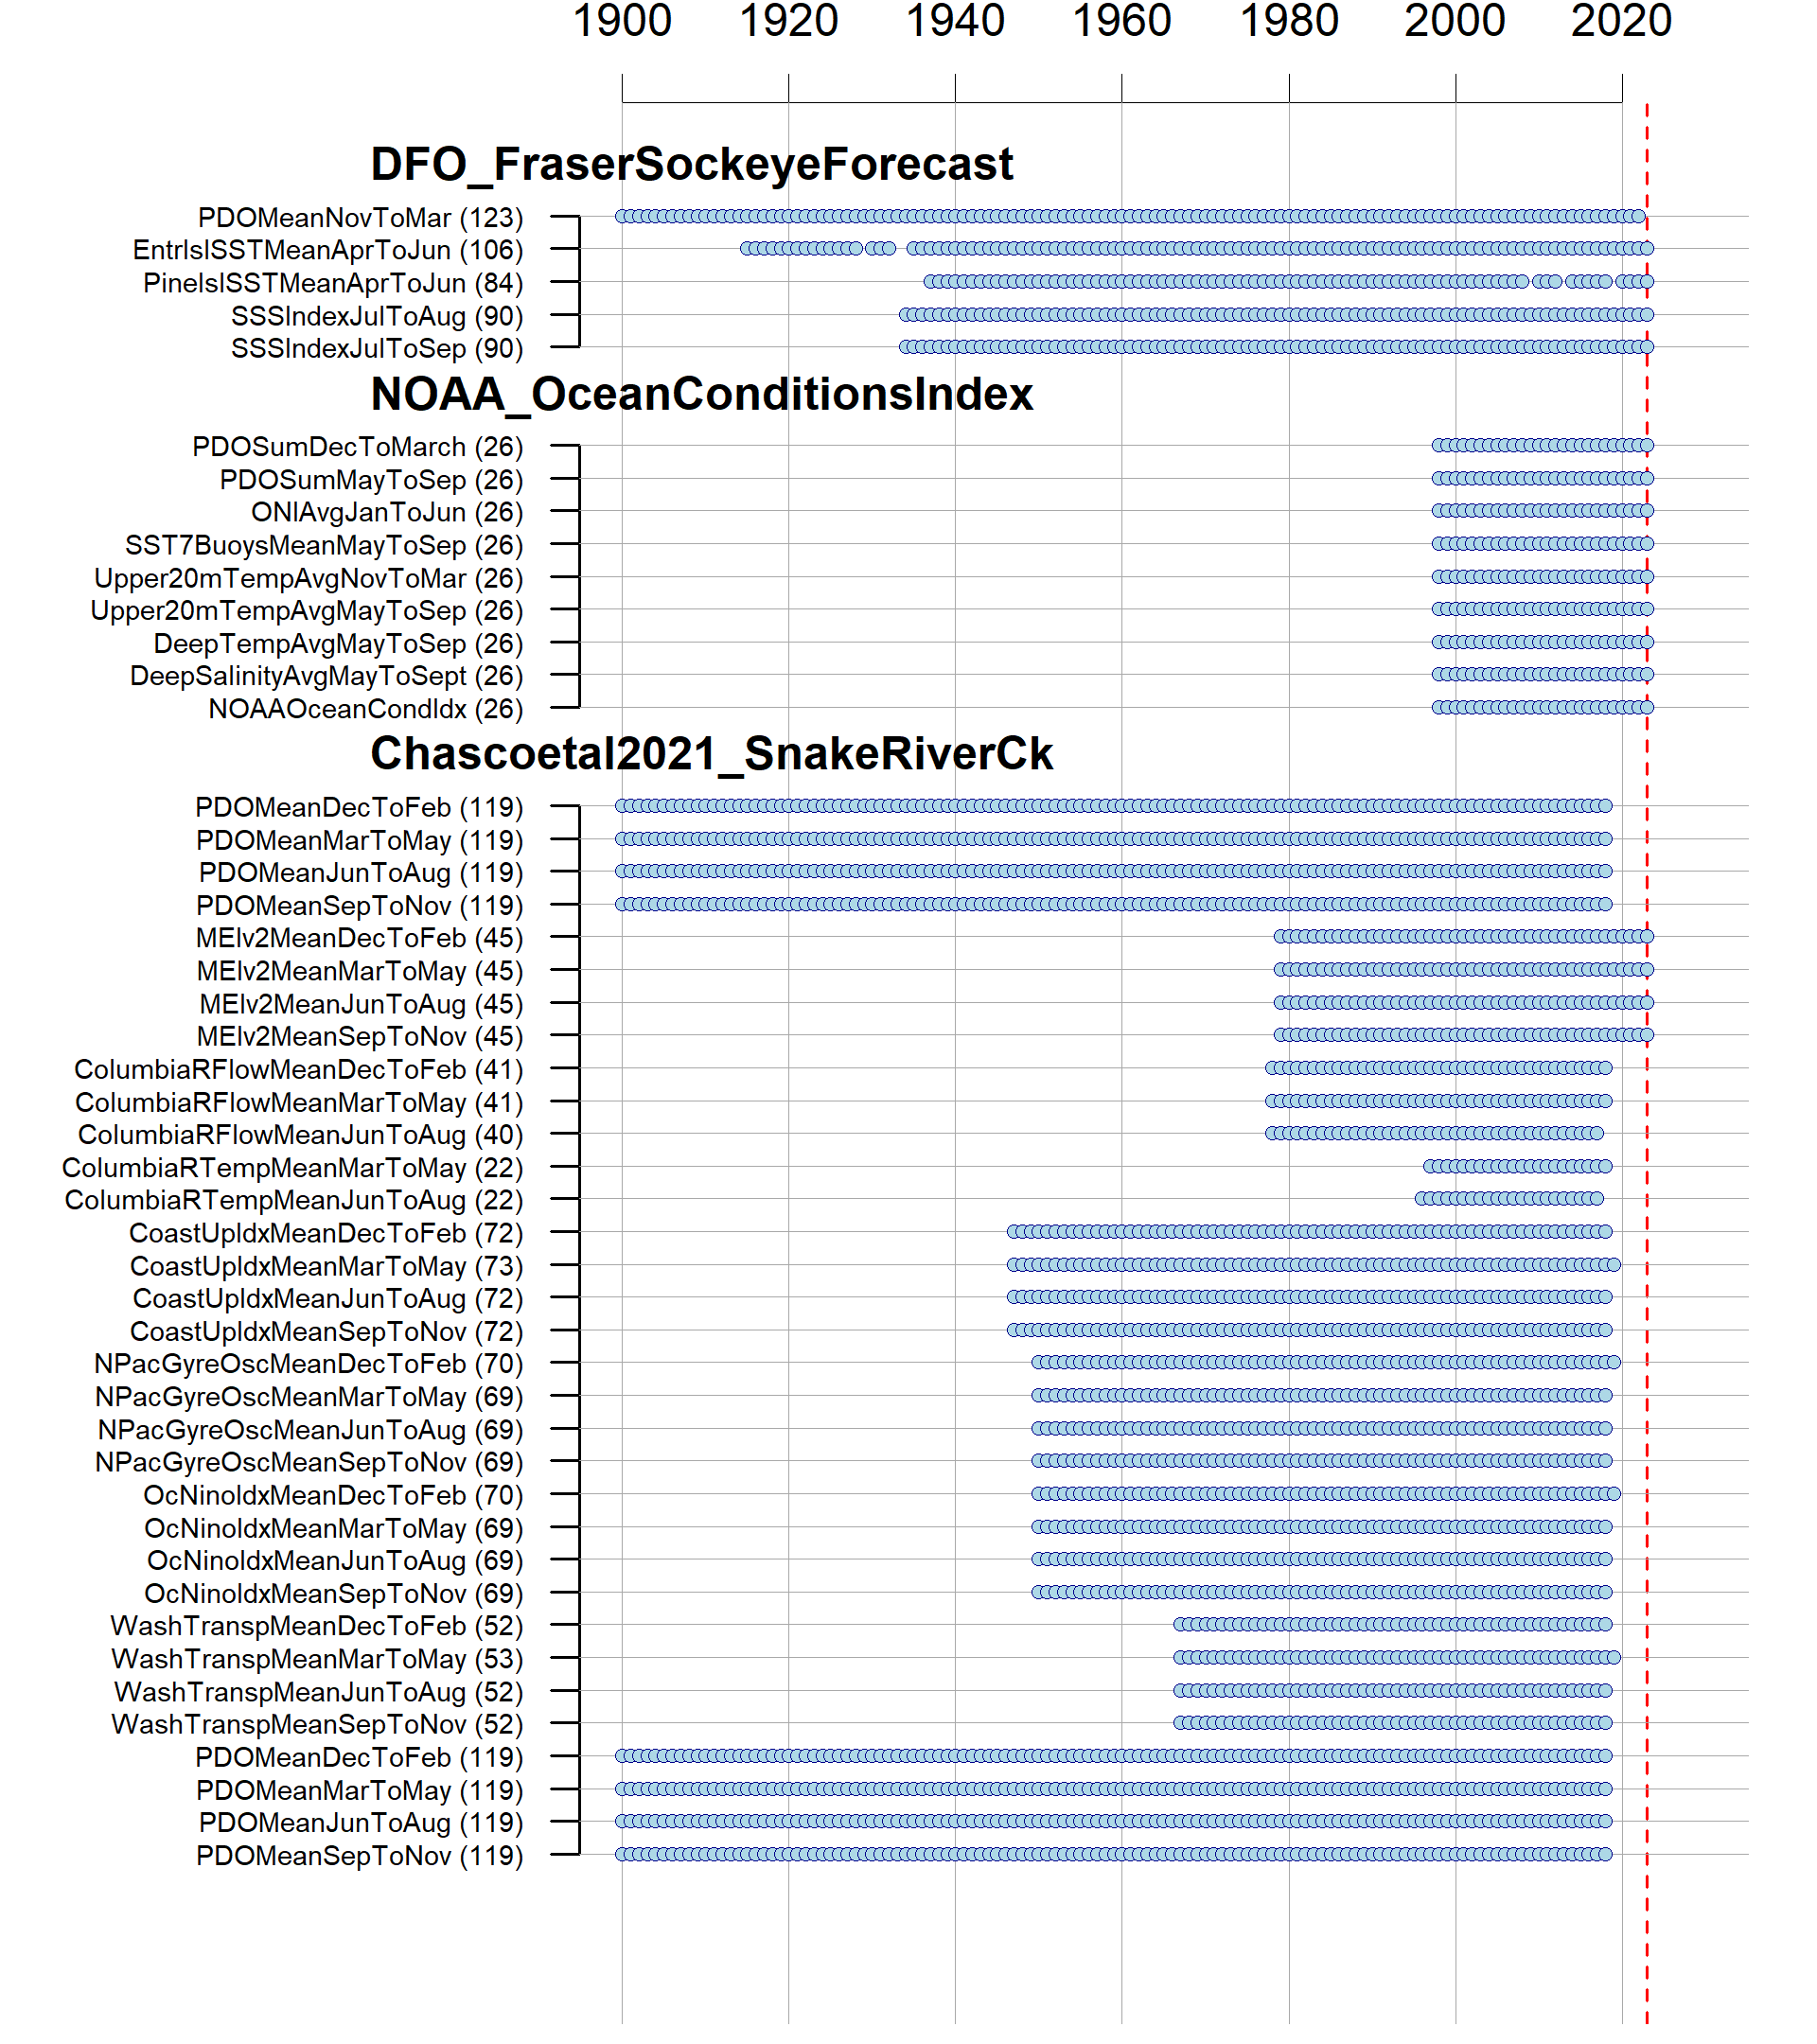 1900 1920 1940 1960 1980 2000 2020
DFO_FraserSockeyeForecast
PDOMeanNovToMar (123)
EntrIslSSTMeanAprToJun (106)
PineIslSSTMeanAprToJun (84)
SSSIndexJulToAug (90)
SSSIndexJulToSep (90)
NOAA_OceanConditionsIndex
PDOSumDecToMarch (26)
PDOSumMayToSep (26)
ONIAvgJanToJun (26)
SST7BuoysMeanMayToSep (26)
Upper20mTempAvgNovToMar (26)
Upper20mTempAvgMayToSep (26)
DeepTempAvgMayToSep (26)
DeepSalinityAvgMayToSept (26)
NOAAOceanCondIdx (26)
Chascoetal2021_SnakeRiverCk
PDOMeanDecToFeb (119)
PDOMeanMarToMay (119)
PDOMeanJunToAug (119)
PDOMeanSepToNov (119)
MEIv2MeanDecToFeb (45)
MEIv2MeanMarToMay (45)
MEIv2MeanJunToAug (45)
MEIv2MeanSepToNov (45)
ColumbiaRFlowMeanDecToFeb (41)
ColumbiaRFlowMeanMarToMay (41)
ColumbiaRFlowMeanJunToAug (40)
ColumbiaRTempMeanMarToMay (22)
ColumbiaRTempMeanJunToAug (22)
CoastUpIdxMeanDecToFeb (72)
CoastUpIdxMeanMarToMay (73)
CoastUpIdxMeanJunToAug (72)
CoastUpIdxMeanSepToNov (72)
NPacGyreOscMeanDecToFeb (70)
NPacGyreOscMeanMarToMay (69)
NPacGyreOscMeanJunToAug (69)
NPacGyreOscMeanSepToNov (69)
OcNinoIdxMeanDecToFeb (70)
OcNinoIdxMeanMarToMay (69)
OcNinoIdxMeanJunToAug (69)
OcNinoIdxMeanSepToNov (69)
WashTranspMeanDecToFeb (52)
WashTranspMeanMarToMay (53)
WashTranspMeanJunToAug (52)
WashTranspMeanSepToNov (52)
PDOMeanDecToFeb (119)
PDOMeanMarToMay (119)
PDOMeanJunToAug (119)
PDOMeanSepToNov (119)